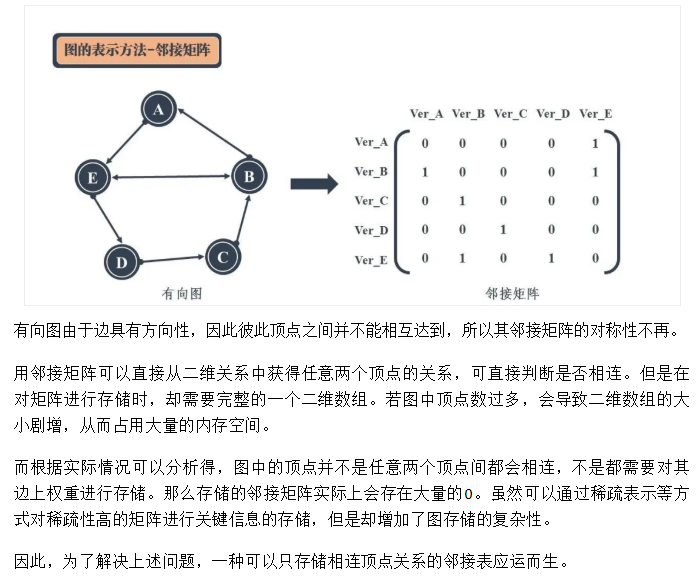 图的表示方法-邻接矩阵
A
E
B
D
C
有向图
Ver_A Ver_B Ver_C Ver_D Ver_E
Ver_A 0 0 0 0 1
Ver_B 1 0 0 0 1
Ver_C 0 1 0 0 0
Ver_D 0 0 1 0 0
Ver_E 0 1 0 1 0
邻接矩阵
有向图由于边具有方向性，因此彼此顶点之间并不能相互达到，所以其邻接矩阵的对称性不再。
用邻接矩阵可以直接从二维关系中获得任意两个顶点的关系，可直接判断是否相连。但是在
对矩阵进行存储时，却需要完整的一个二维数组。若图中顶点数过多，会导致二维数组的大
小剧增，从而占用大量的内存空间。
而根据实际情况可以分析得，图中的顶点并不是任意两个顶点间都会相连，不是都需要对其
边上权重进行存储。那么存储的邻接矩阵实际上会存在大量的0。虽然可以通过稀疏表示等方
式对稀疏性高的矩阵进行关键信息的存储，但是却增加了图存储的复杂性。
因此，为了解决上述问题，一种可以只存储相连顶点关系的邻接表应运而生。